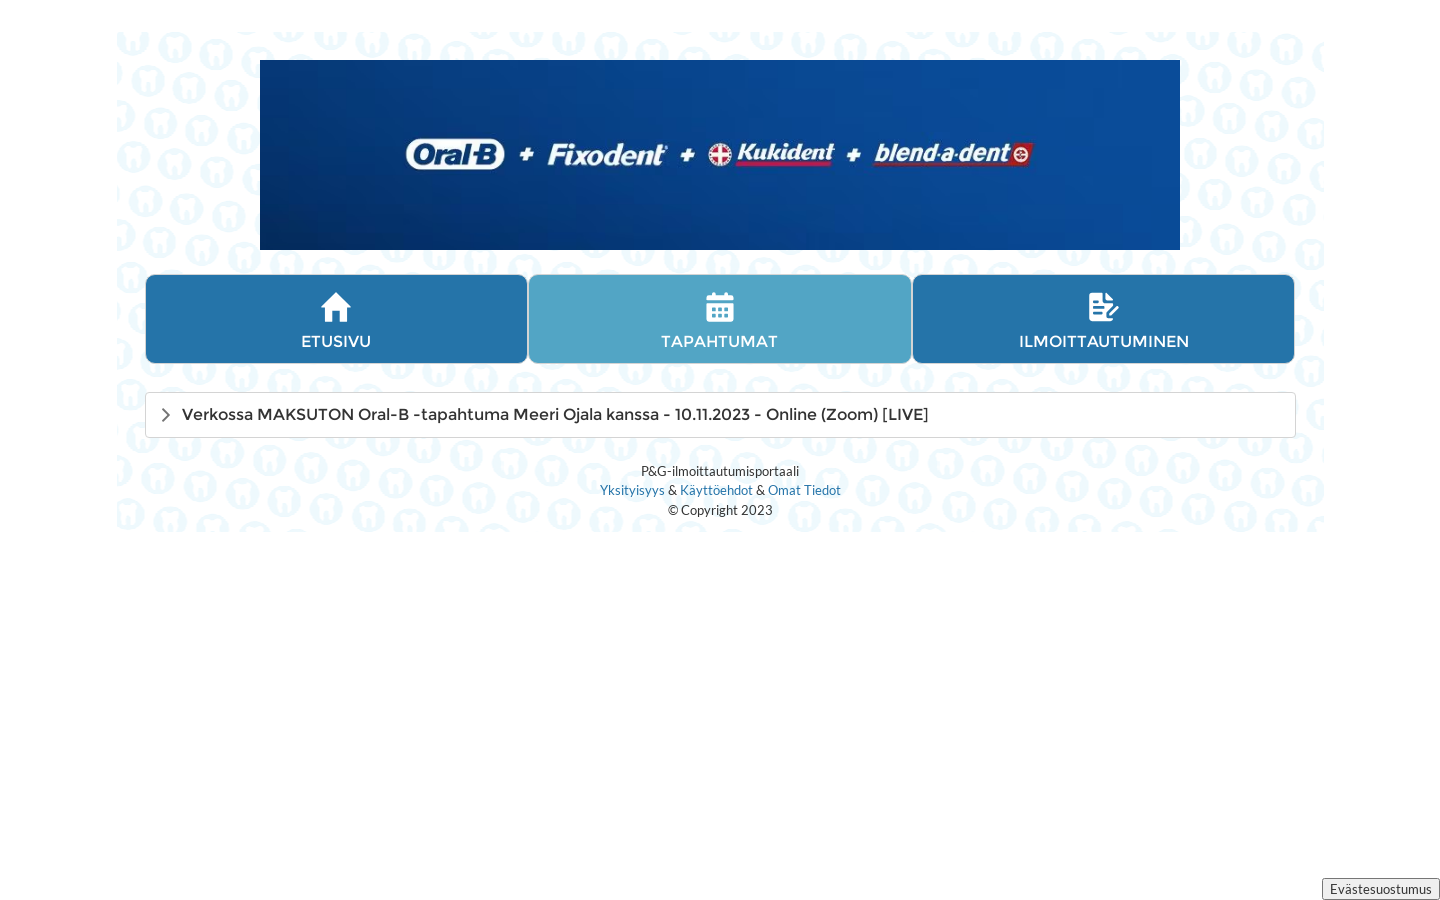 Oral-B + Fixodent + Kukident + blend-a-dent
ETUSIVU
TAPAHTUMAT
ILMOITTAUTUMINEN
Verkossa MAKSUTON Oral-B -tapahtuma Meeri Ojala kanssa - 10.11.2023 - Online (Zoom) [LIVE]
P&G-ilmoittautumisportaali
Yksityisyys & Käyttöehdot & Omat Tiedot
© Copyright 2023
Evästesuostumus